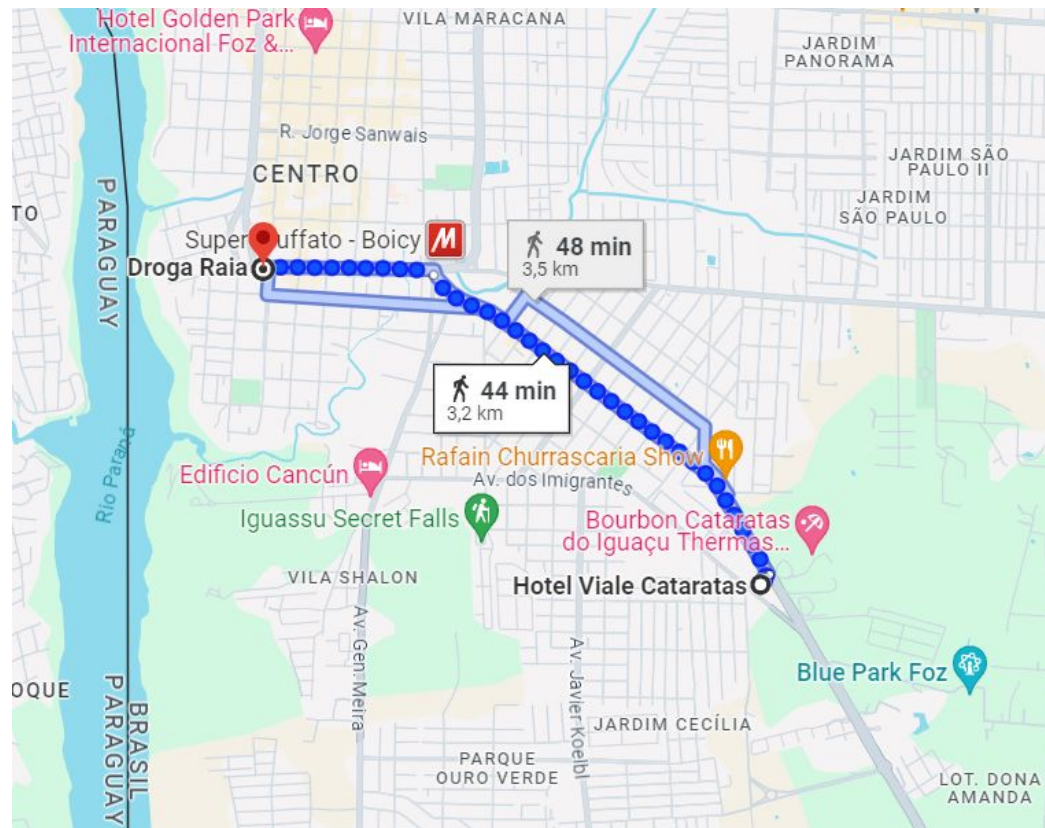 Hotel Golden Park
Internacional Foz &...
VILA MARACANA
JARDIM
PANORAMA
R. Jorge Sanwais
CENTRO
JARDIM SÃO
PAULO II
JARDIM
SÃO PAULO
TO
PARAGUAY
Super Muffato - Boicy
M
Droga Raia
48 min
3,5 km
44 min
3,2 km
Rio Paraná
Rafain Churrascaria Show
Edificio Cancún
Av. dos Imigrantes
Iguassu Secret Falls
Bourbon Cataratas
do Iguaçu Thermas...
VILA SHALON
Hotel Viale Cataratas
Av. Gen. Meira
Av. Javier Koelbl
Blue Park Foz
OQUE
PARAGUAY
BRASIL
JARDIM CECÍLIA
PARQUE
OURO VERDE
LOT. DONA
AMANDA